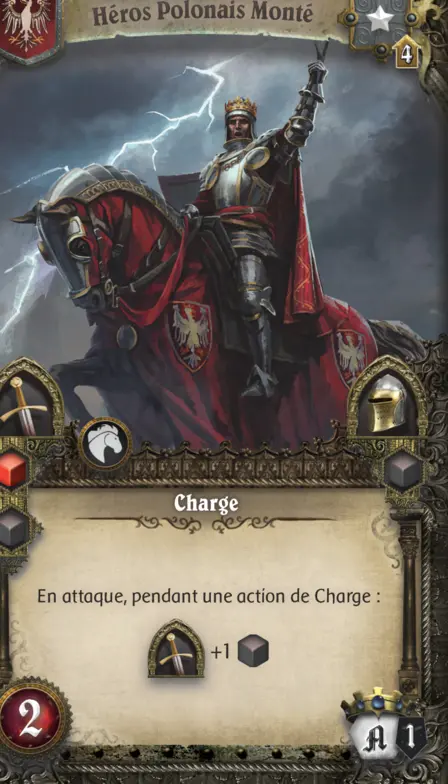 Héros Polonais Monté
4
Charge
En attaque, pendant une action de Charge :
+1
2
A 1